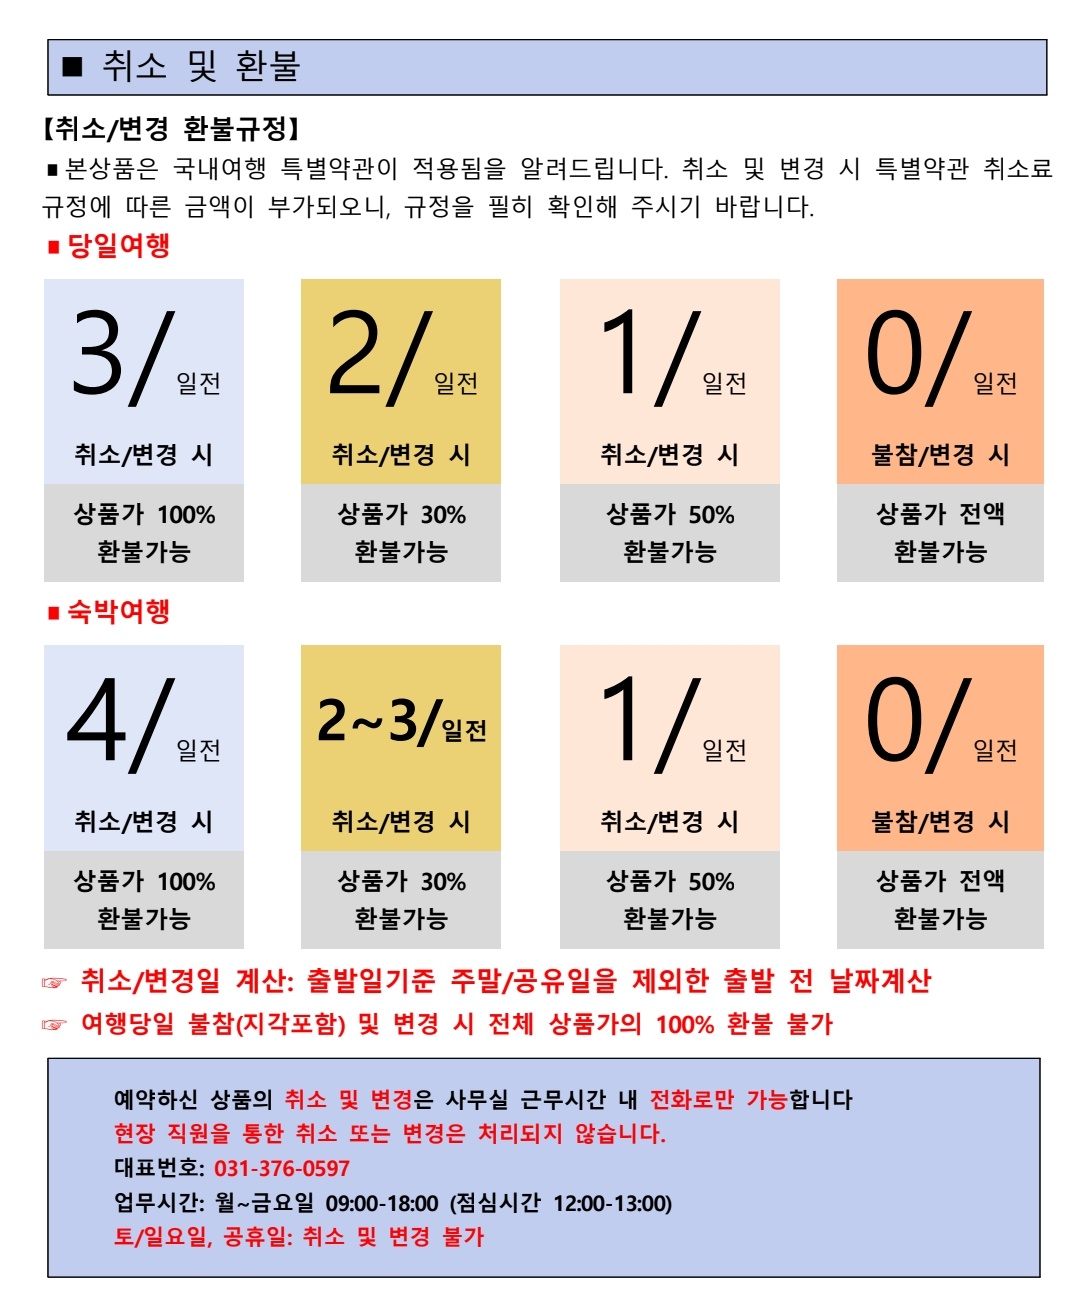 ■ 취소 및 환불
【취소/변경 환불규정】
∎본상품은 국내여행 특별약관이 적용됨을 알려드립니다. 취소 및 변경 시 특별약관 취소료
규정에 따른 금액이 부가되오니, 규정을 필히 확인해 주시기 바랍니다.
∎당일여행
3/일전
취소/변경 시
상품가 100%
환불가능
2/일전
취소/변경 시
상품가 30%
환불가능
1/일전
취소/변경 시
상품가 50%
환불가능
0/일전
불참/변경 시
상품가 전액
환불가능
∎숙박여행
4/일전
취소/변경 시
상품가 100%
환불가능
2~3/일전
취소/변경 시
상품가 30%
환불가능
1/일전
취소/변경 시
상품가 50%
환불가능
0/일전
불참/변경 시
상품가 전액
환불가능
☞ 취소/변경일 계산: 출발일기준 주말/공유일을 제외한 출발 전 날짜계산
☞ 여행당일 불참(지각포함) 및 변경 시 전체 상품가의 100% 환불 불가
예약하신 상품의 취소 및 변경은 사무실 근무시간 내 전화로만 가능합니다
현장 직원을 통한 취소 또는 변경은 처리되지 않습니다.
대표번호: 031-376-0597
업무시간: 월~금요일 09:00-18:00 (점심시간 12:00-13:00)
토/일요일, 공휴일: 취소 및 변경 불가